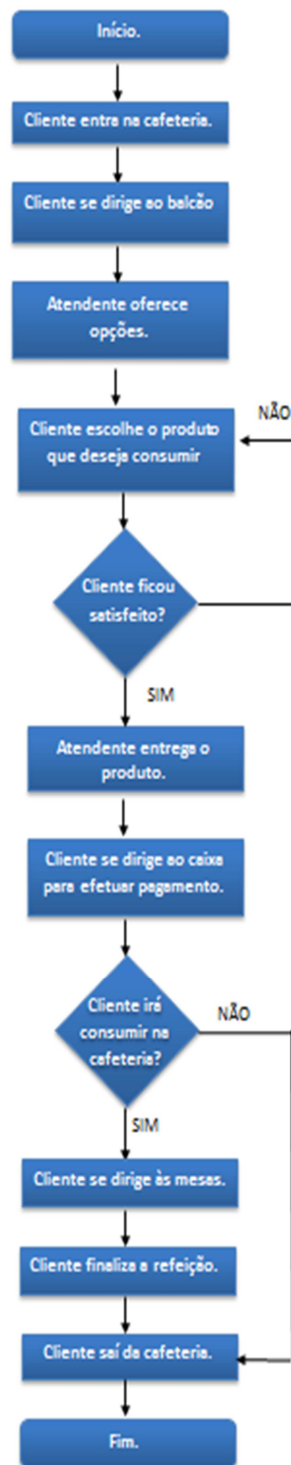 Início.
Cliente entra na cafeteria.
Cliente se dirige ao balcão
Atendente oferece
opções.
NÃO
Cliente escolhe o produto
que deseja consumir
Cliente ficou
satisfeito?
SIM
Atendente entrega o
produto.
Cliente se dirige ao caixa
para efetuar pagamento.
Cliente irá
consumir na
cafeteria?
NÃO
SIM
Cliente se dirige às mesas.
Cliente finaliza a refeição.
Cliente saí da cafeteria.
Fim.